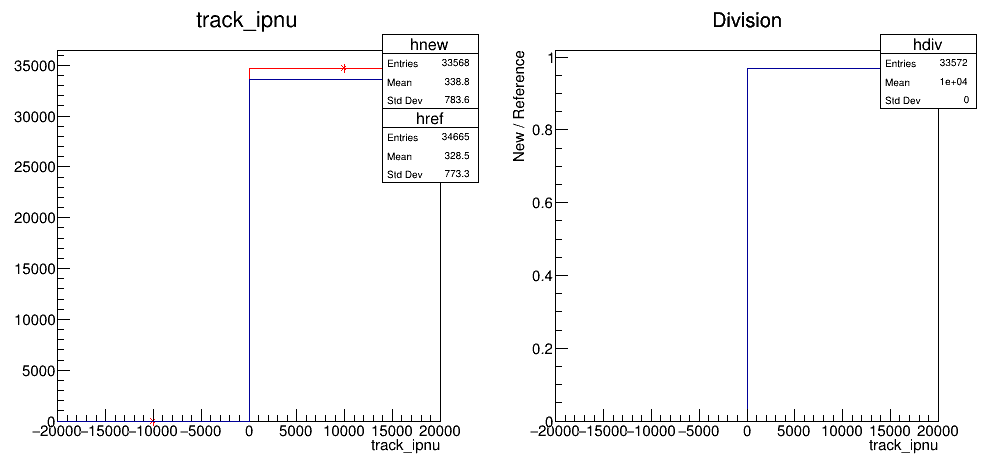 track_ipnu
hnew
Entries 33568
Mean 338.8
Std Dev 783.6
href
Entries 34665
Mean 328.5
Std Dev 773.3
35000
30000
25000
20000
15000
10000
5000
0
−20000 −15000 −10000 −5000 0 5000 10000 15000 20000
track_ipnu
Division
hdiv
Entries 33572
Mean 1e+04
Std Dev 0
New / Reference
1
0.8
0.6
0.4
0.2
0
−20000 −15000 −10000 −5000 0 5000 10000 15000 20000
track_ipnu